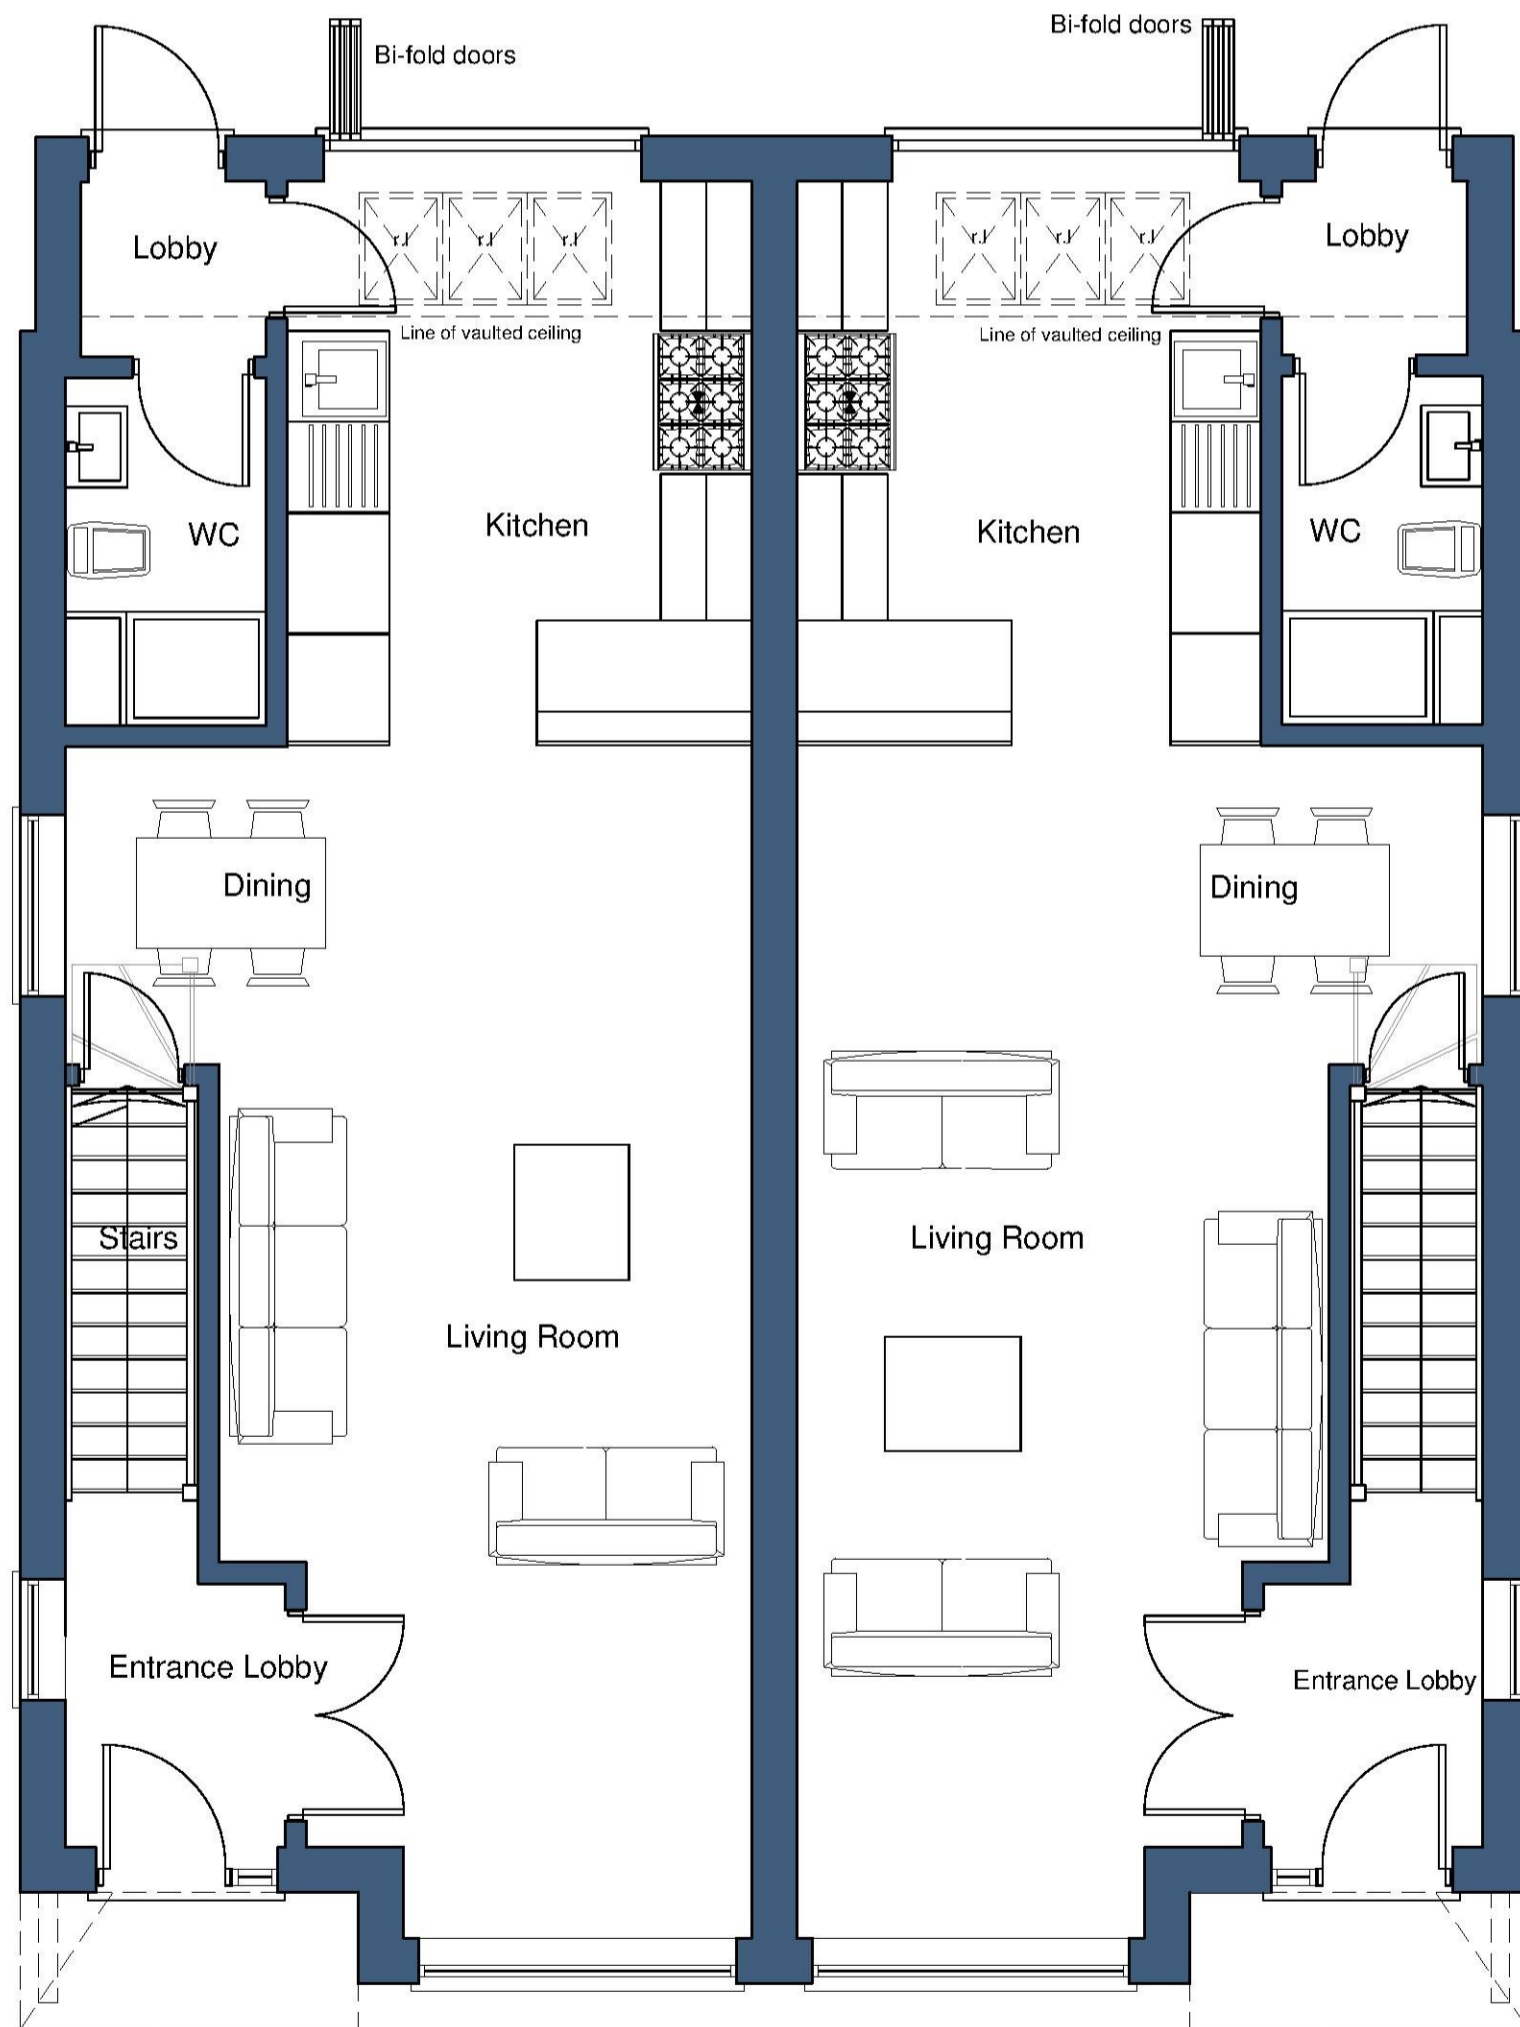 Bi-fold doors
Bi-fold doors
Lobby
r.l
r.l
r.l
r.l
r.l
r.l
Lobby
Line of vaulted ceiling
Line of vaulted ceiling
WC
Kitchen
Kitchen
WC
Dining
Dining
Stairs
Living Room
Living Room
Entrance Lobby
Entrance Lobby